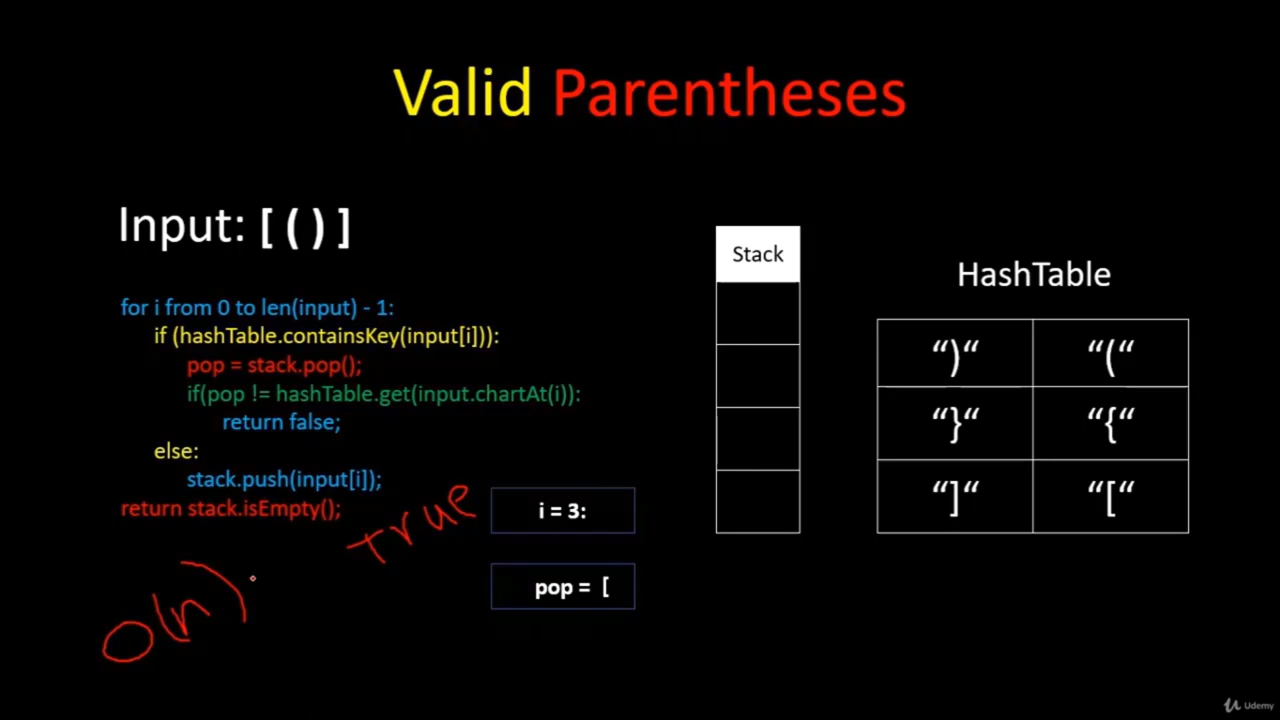 Valid Parentheses
Input: [ ( ) ]
for i from 0 to len(input) - 1:
if (hashTable.containsKey(input[i])):
pop = stack.pop();
if(pop != hashTable.get(input.chartAt(i)):
return false;
else:
stack.push(input[i]);
return stack.isEmpty();
True
O(n)
i = 3:
pop = [
Stack
HashTable
“)“ “(“
“}“ “{“
“]“ “[“
Udemy